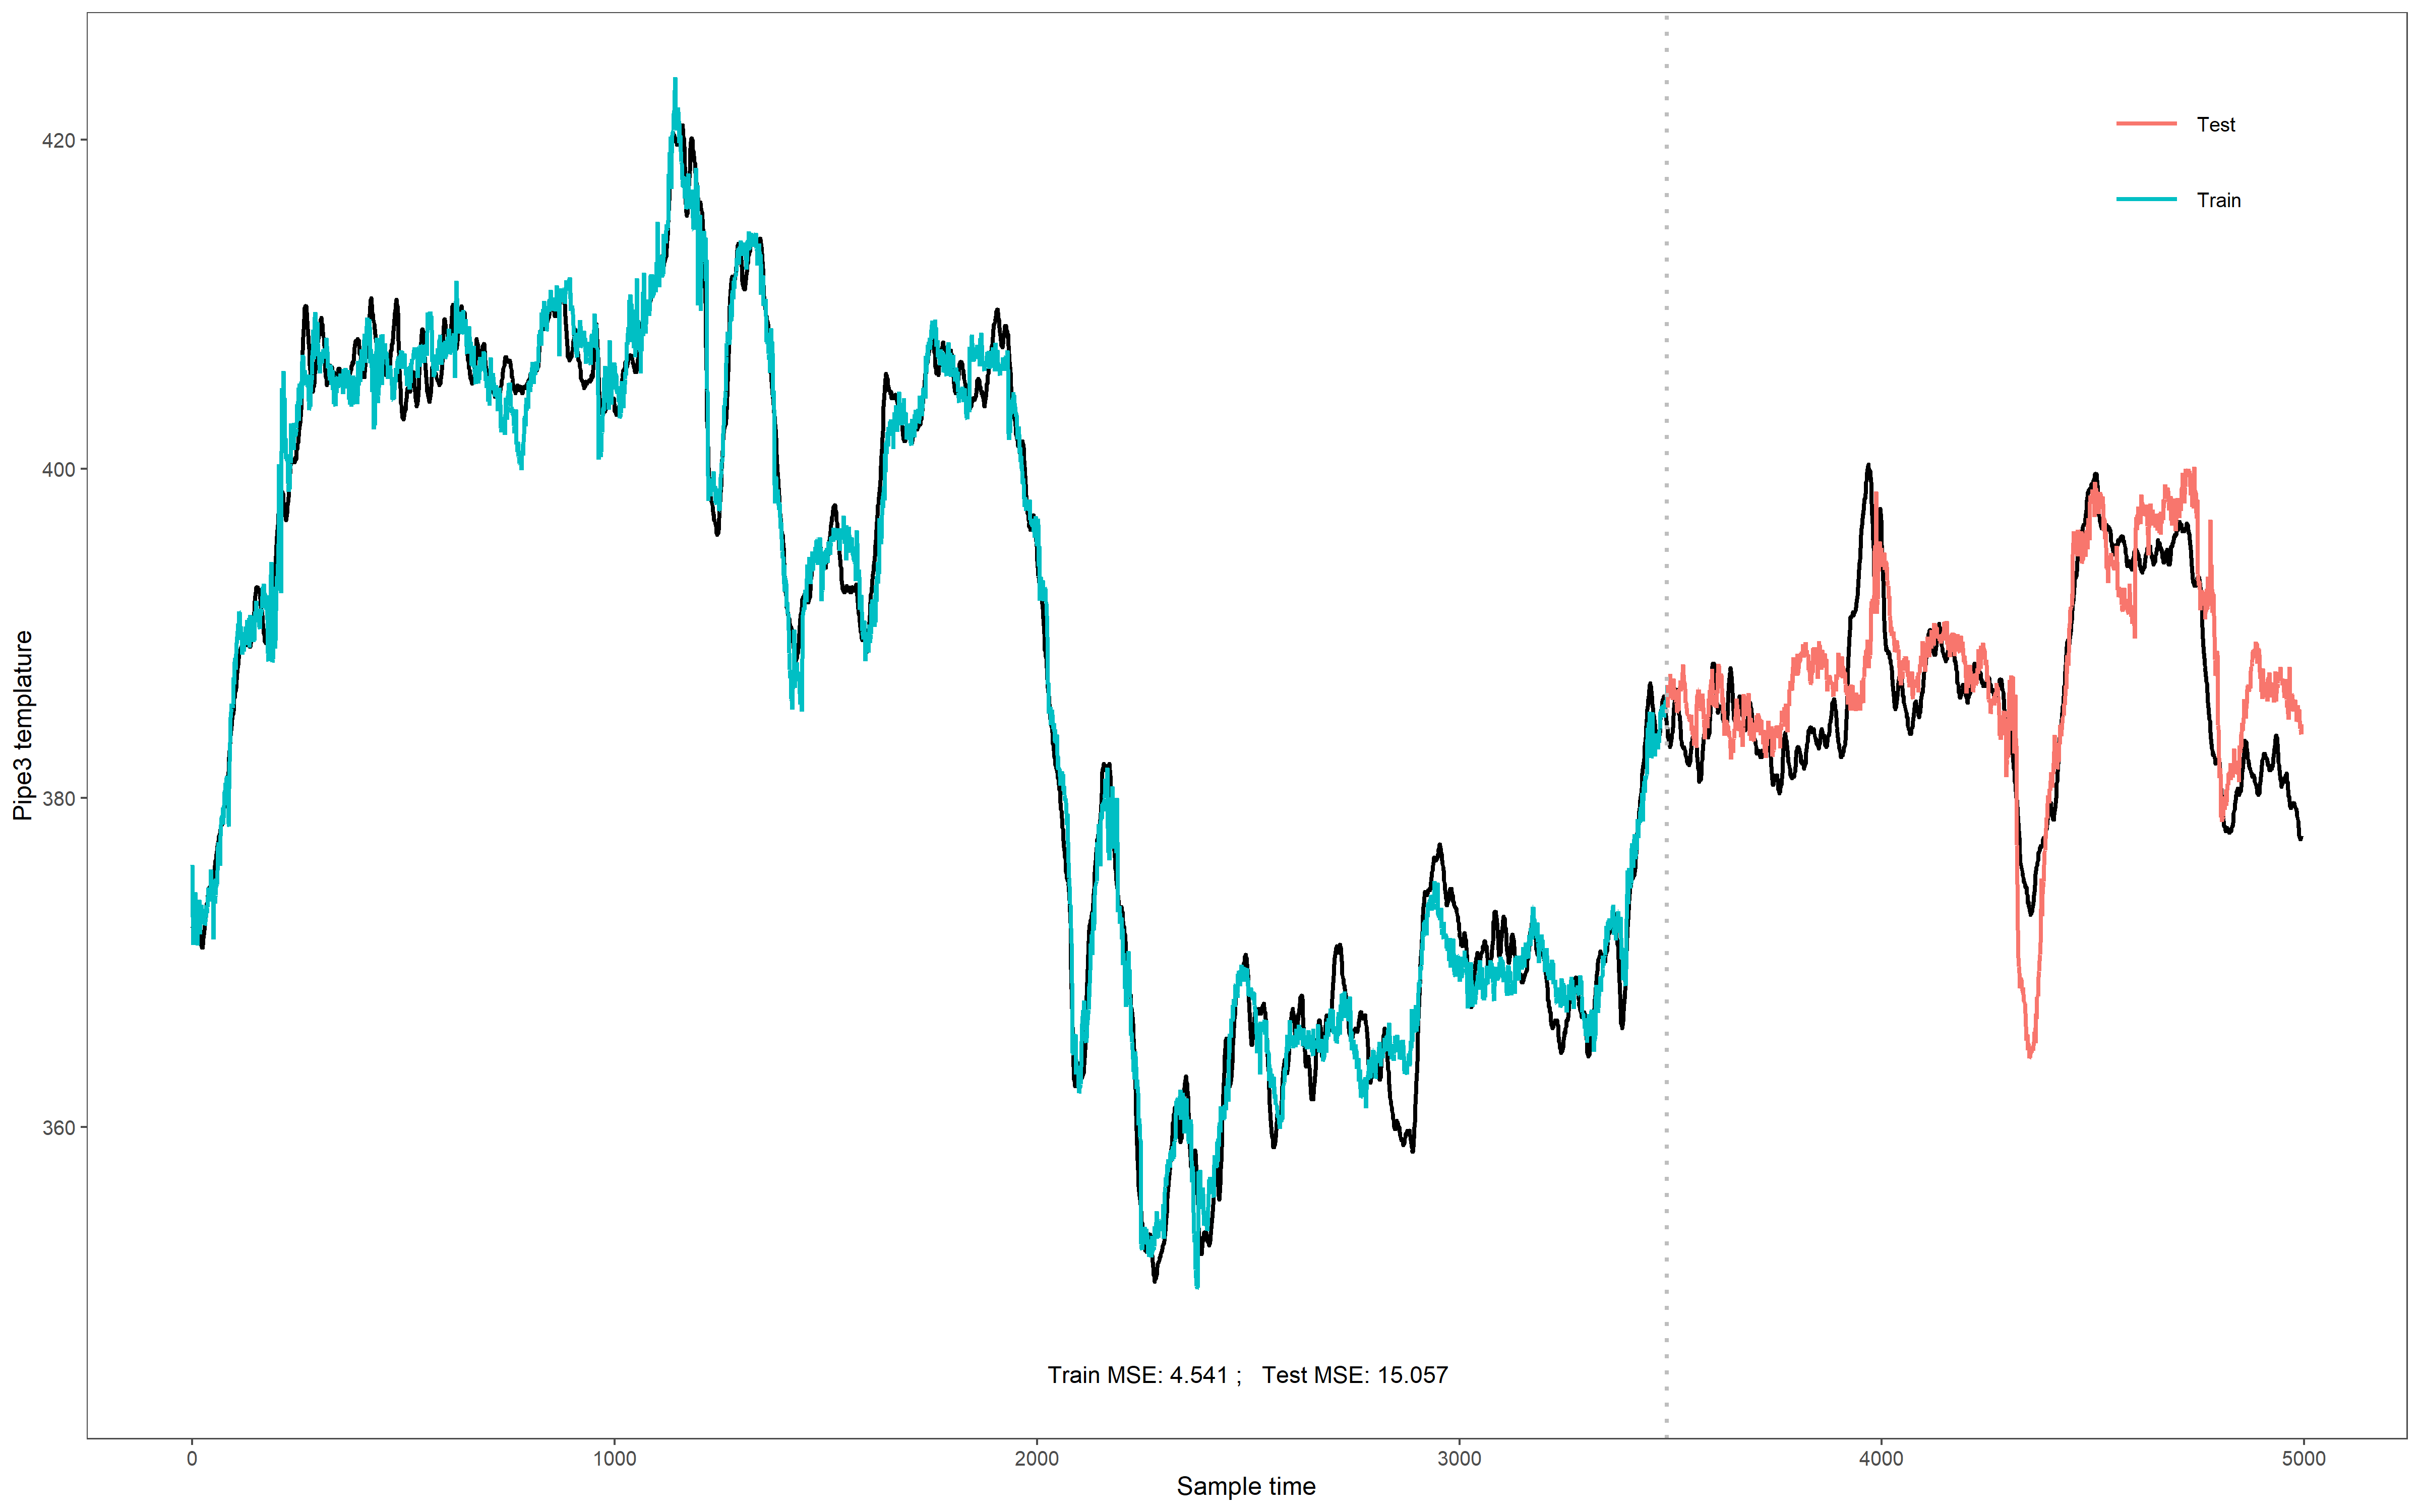 420
400
380
360
Pipe3 templature
Test
Train
Train MSE: 4.541 ;   Test MSE: 15.057
0 1000 2000 3000 4000 5000
Sample time